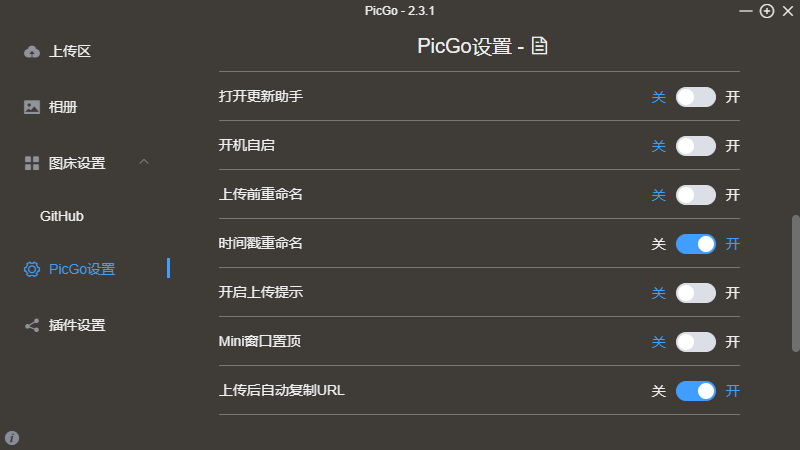 PicGo - 2.3.1
上传区
相册
图床设置
GitHub
PicGo设置
插件设置
PicGo设置 -
打开更新助手 关 开
开机自启 关 开
上传前重命名 关 开
时间戳重命名 关 开
开启上传提示 关 开
Mini窗口置顶 关 开
上传后自动复制URL 关 开